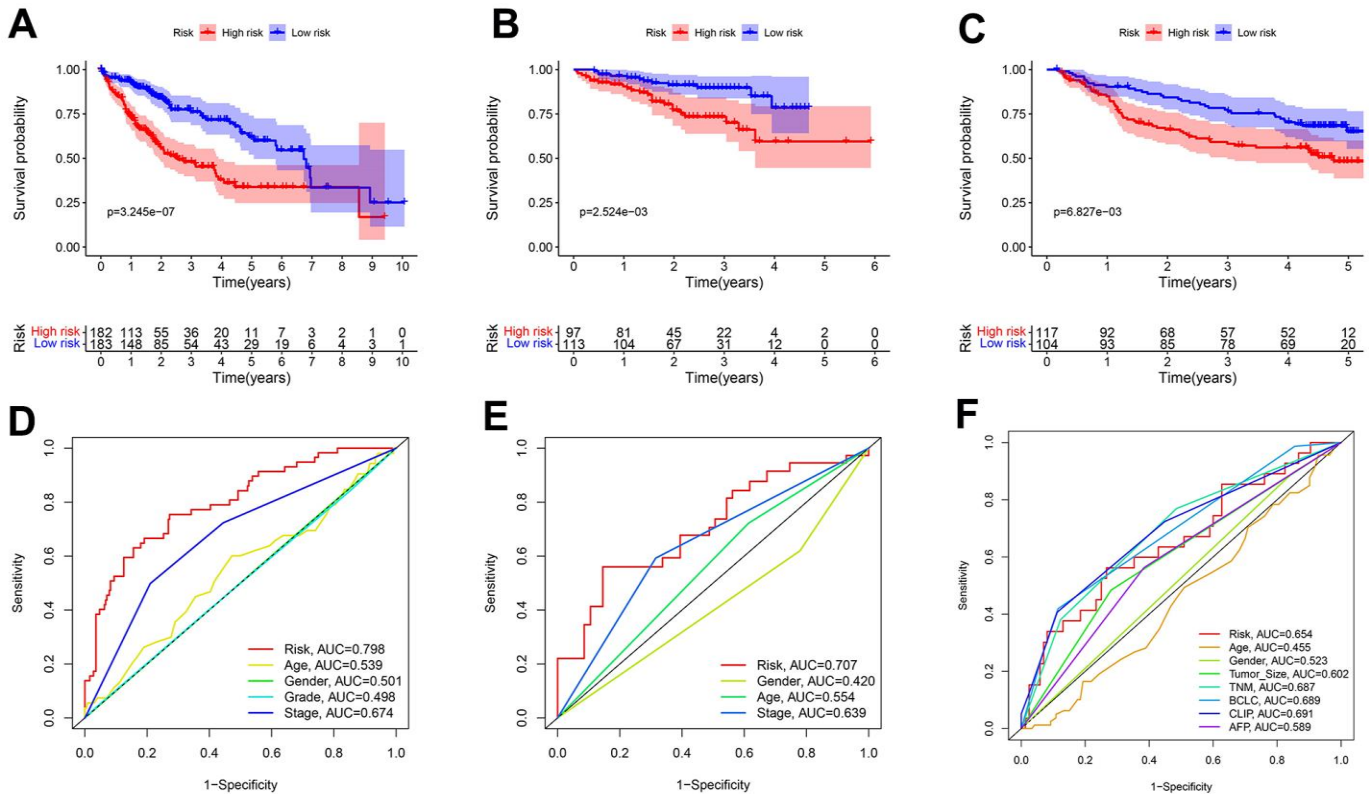 A
Risk High risk Low risk
1.00
0.75
0.50
0.25
0.00
Survival probability
p=3.245e−07
0 1 2 3 4 5 6 7 8 9 10
Time(years)
Risk
High risk 182 113 55 36 20 11 7 3 2 1 0
Low risk 183 148 85 54 43 29 19 6 4 3 1
0 1 2 3 4 5 6 7 8 9 10
Time(years)
B
Risk High risk Low risk
1.00
0.75
0.50
0.25
0.00
Survival probability
p=2.524e−03
0 1 2 3 4 5 6
Time(years)
Risk
High risk 97 81 45 22 4 2 0
Low risk 113 104 67 31 12 0 0
0 1 2 3 4 5 6
Time(years)
C
Risk High risk Low risk
1.00
0.75
0.50
0.25
0.00
Survival probability
p=6.827e−03
0 1 2 3 4 5
Time(years)
Risk
High risk 117 92 68 57 52 12
Low risk 104 93 85 78 69 20
0 1 2 3 4 5
Time(years)
D
1.0
0.8
0.6
0.4
0.2
0.0
Sensitivity
Risk, AUC=0.798
Age, AUC=0.539
Gender, AUC=0.501
Grade, AUC=0.498
Stage, AUC=0.674
0.0 0.2 0.4 0.6 0.8 1.0
1-Specificity
E
1.0
0.8
0.6
0.4
0.2
0.0
Sensitivity
Risk, AUC=0.707
Gender, AUC=0.420
Age, AUC=0.554
Stage, AUC=0.639
0.0 0.2 0.4 0.6 0.8 1.0
1-Specificity
F
1.0
0.8
0.6
0.4
0.2
0.0
Sensitivity
Risk, AUC=0.654
Age, AUC=0.455
Gender, AUC=0.523
Tumor_Size, AUC=0.602
TNM, AUC=0.687
BCLC, AUC=0.689
CLIP, AUC=0.691
AFP, AUC=0.589
0.0 0.2 0.4 0.6 0.8 1.0
1-Specificity